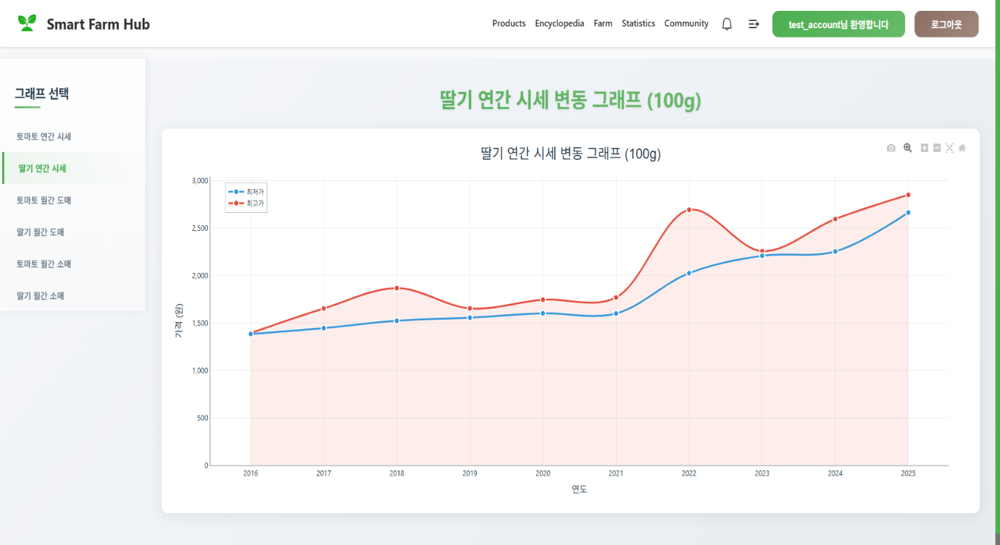 Smart Farm Hub
Products Encyclopedia Farm Statistics Community
test_account님 환영합니다
로그아웃
그래프 선택
토마토 연간 시세
딸기 연간 시세
토마토 월간 도매
딸기 월간 도매
토마토 월간 소매
딸기 월간 소매
딸기 연간 시세 변동 그래프 (100g)
딸기 연간 시세 변동 그래프 (100g)
최저가
최고가
가격 (원)
3,000
2,500
2,000
1,500
1,000
500
0
2016 2017 2018 2019 2020 2021 2022 2023 2024 2025
연도